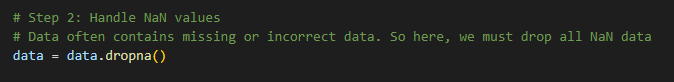 # Step 2: Handle NaN values
# Data often contains missing or incorrect data. So here, we must drop all NaN data
data = data.dropna()